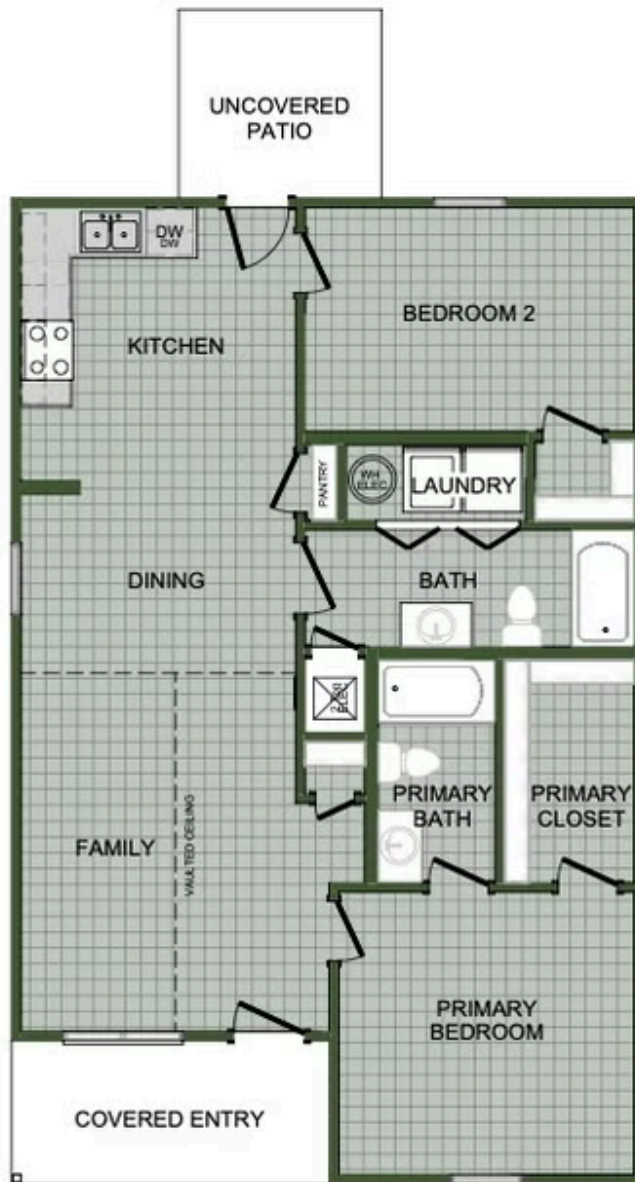 UNCOVERED
PATIO
DW
DW
BEDROOM 2
KITCHEN
WH
ELEC
LAUNDRY
PANTRY
DINING
BATH
VAULTED CEILING
FAMILY
PRIMARY
BATH
PRIMARY
CLOSET
PRIMARY
BEDROOM
COVERED ENTRY